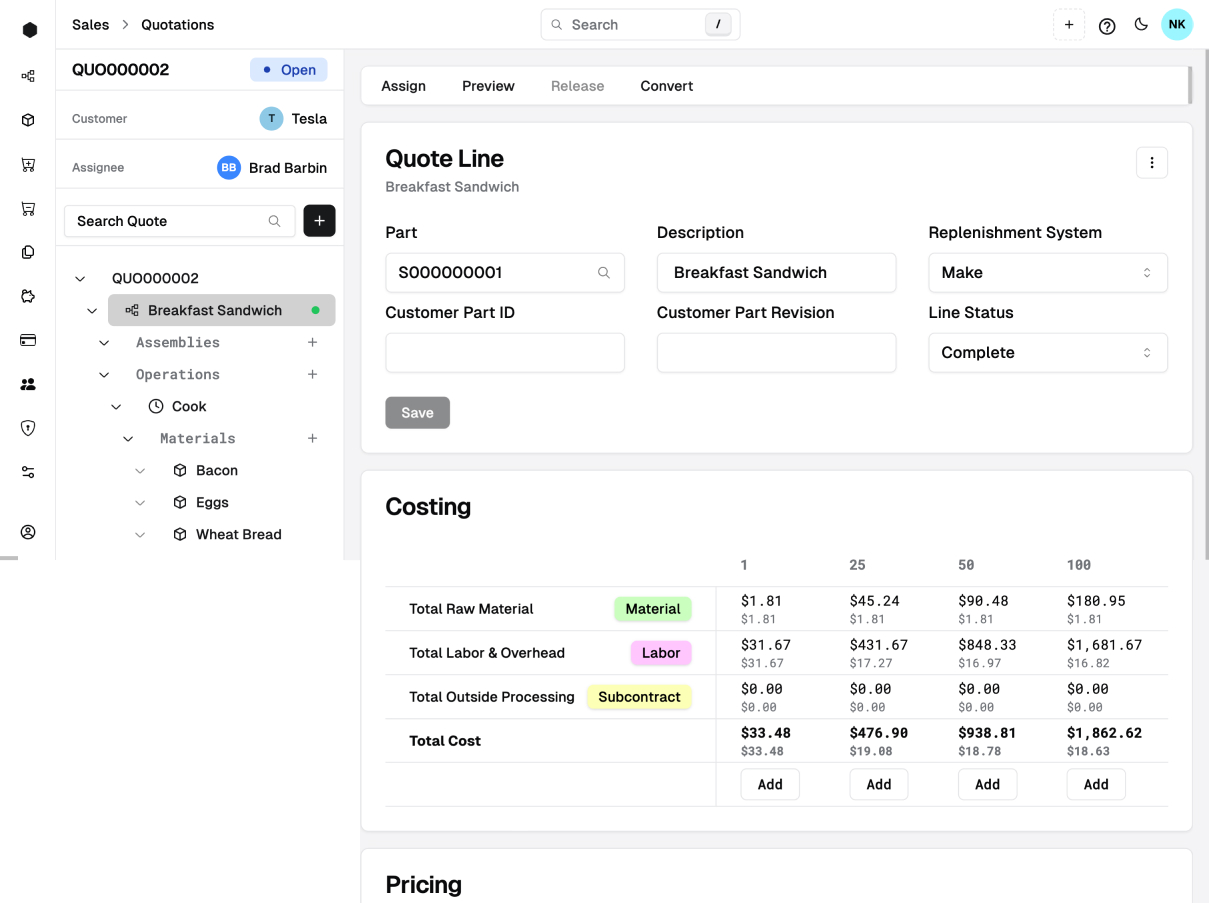 Sales > Quotations
Search /
NK
QUO000002 Open
Customer T Tesla
Assignee BB Brad Barbin
Search Quote
QUO000002
Breakfast Sandwich
Assemblies
Operations
Cook
Materials
Bacon
Eggs
Wheat Bread
Assign Preview Release Convert
Quote Line
Breakfast Sandwich
Part Description Replenishment System
S000000001 Breakfast Sandwich Make
Customer Part ID Customer Part Revision Line Status
Complete
Save
Costing
1 25 50 100
Total Raw Material Material $1.81 $45.24 $90.48 $180.95
$1.81 $1.81 $1.81 $1.81
Total Labor & Overhead Labor $31.67 $431.67 $848.33 $1,681.67
$31.67 $17.27 $16.97 $16.82
Total Outside Processing Subcontract $0.00 $0.00 $0.00 $0.00
$0.00 $0.00 $0.00 $0.00
Total Cost $33.48 $476.90 $938.81 $1,862.62
$33.48 $19.08 $18.78 $18.63
Add Add Add Add
Pricing